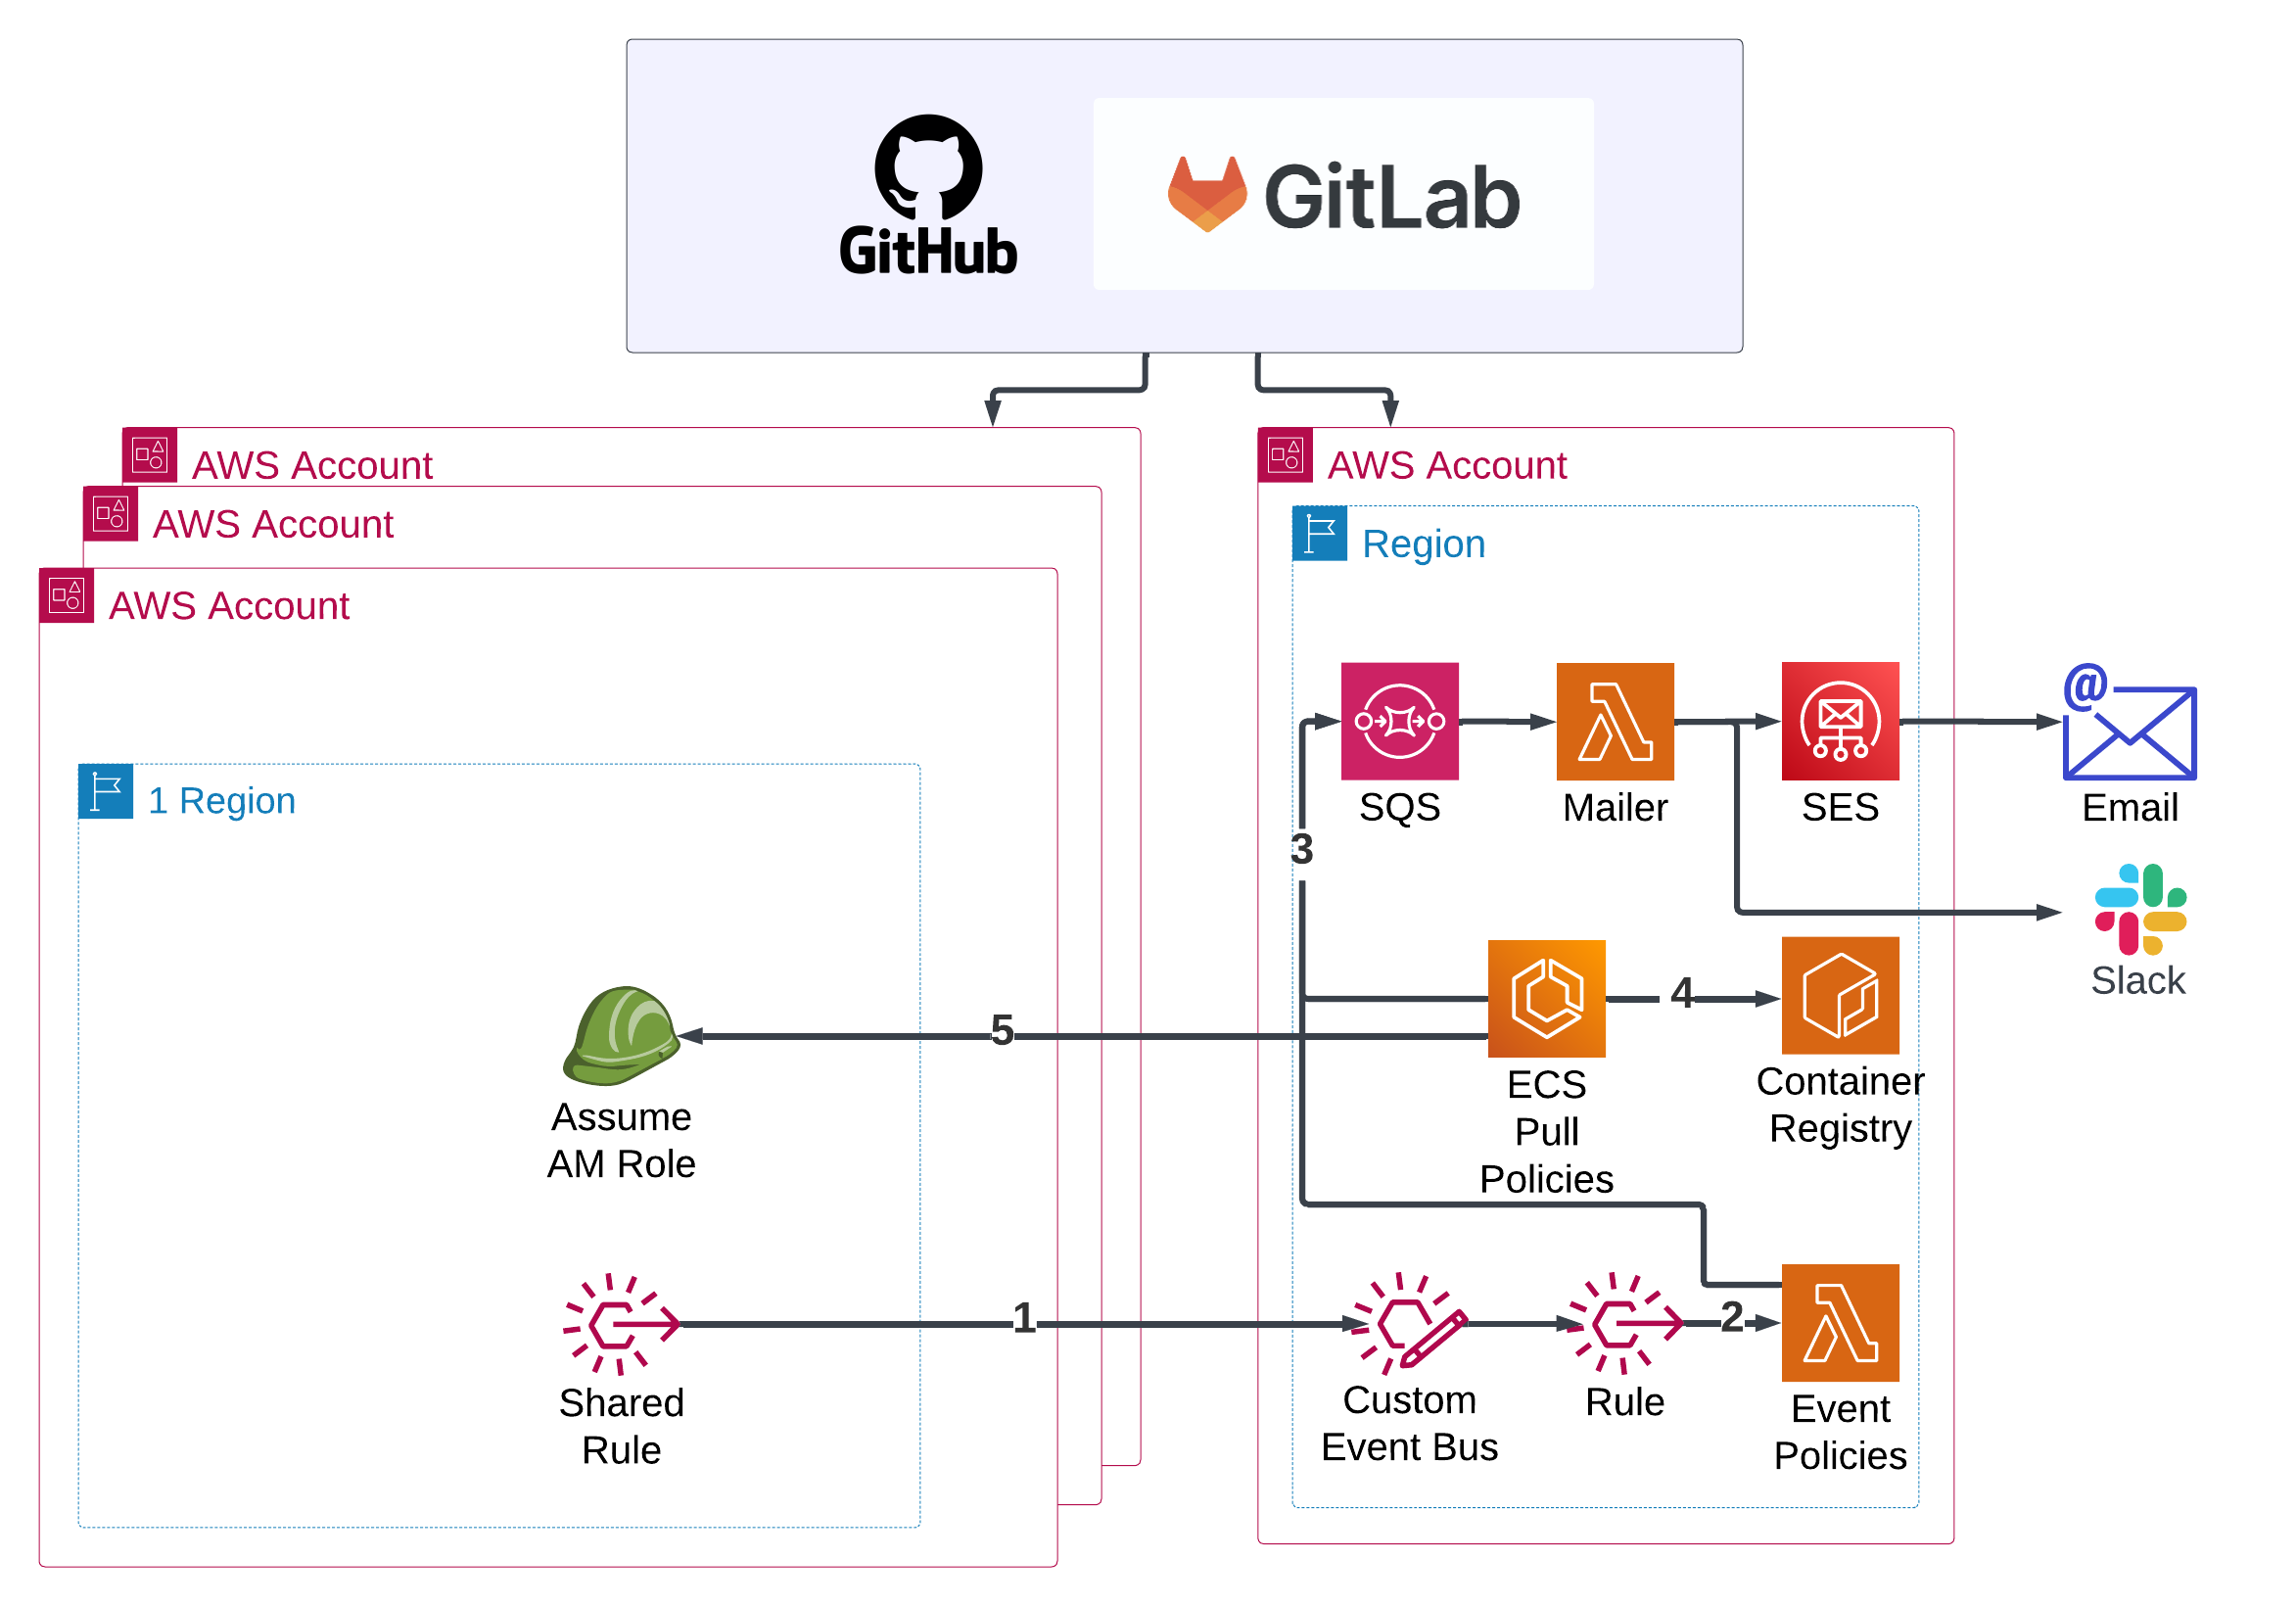 GitHub
GitLab
AWS Account
AWS Account
AWS Account
1 Region
Assume
AM Role
Shared
Rule
5
1
AWS Account
Region
SQS
Mailer
SES
Email
3
Slack
ECS
Pull
Policies
4
Container
Registry
Custom
Event Bus
Rule
2
Event
Policies